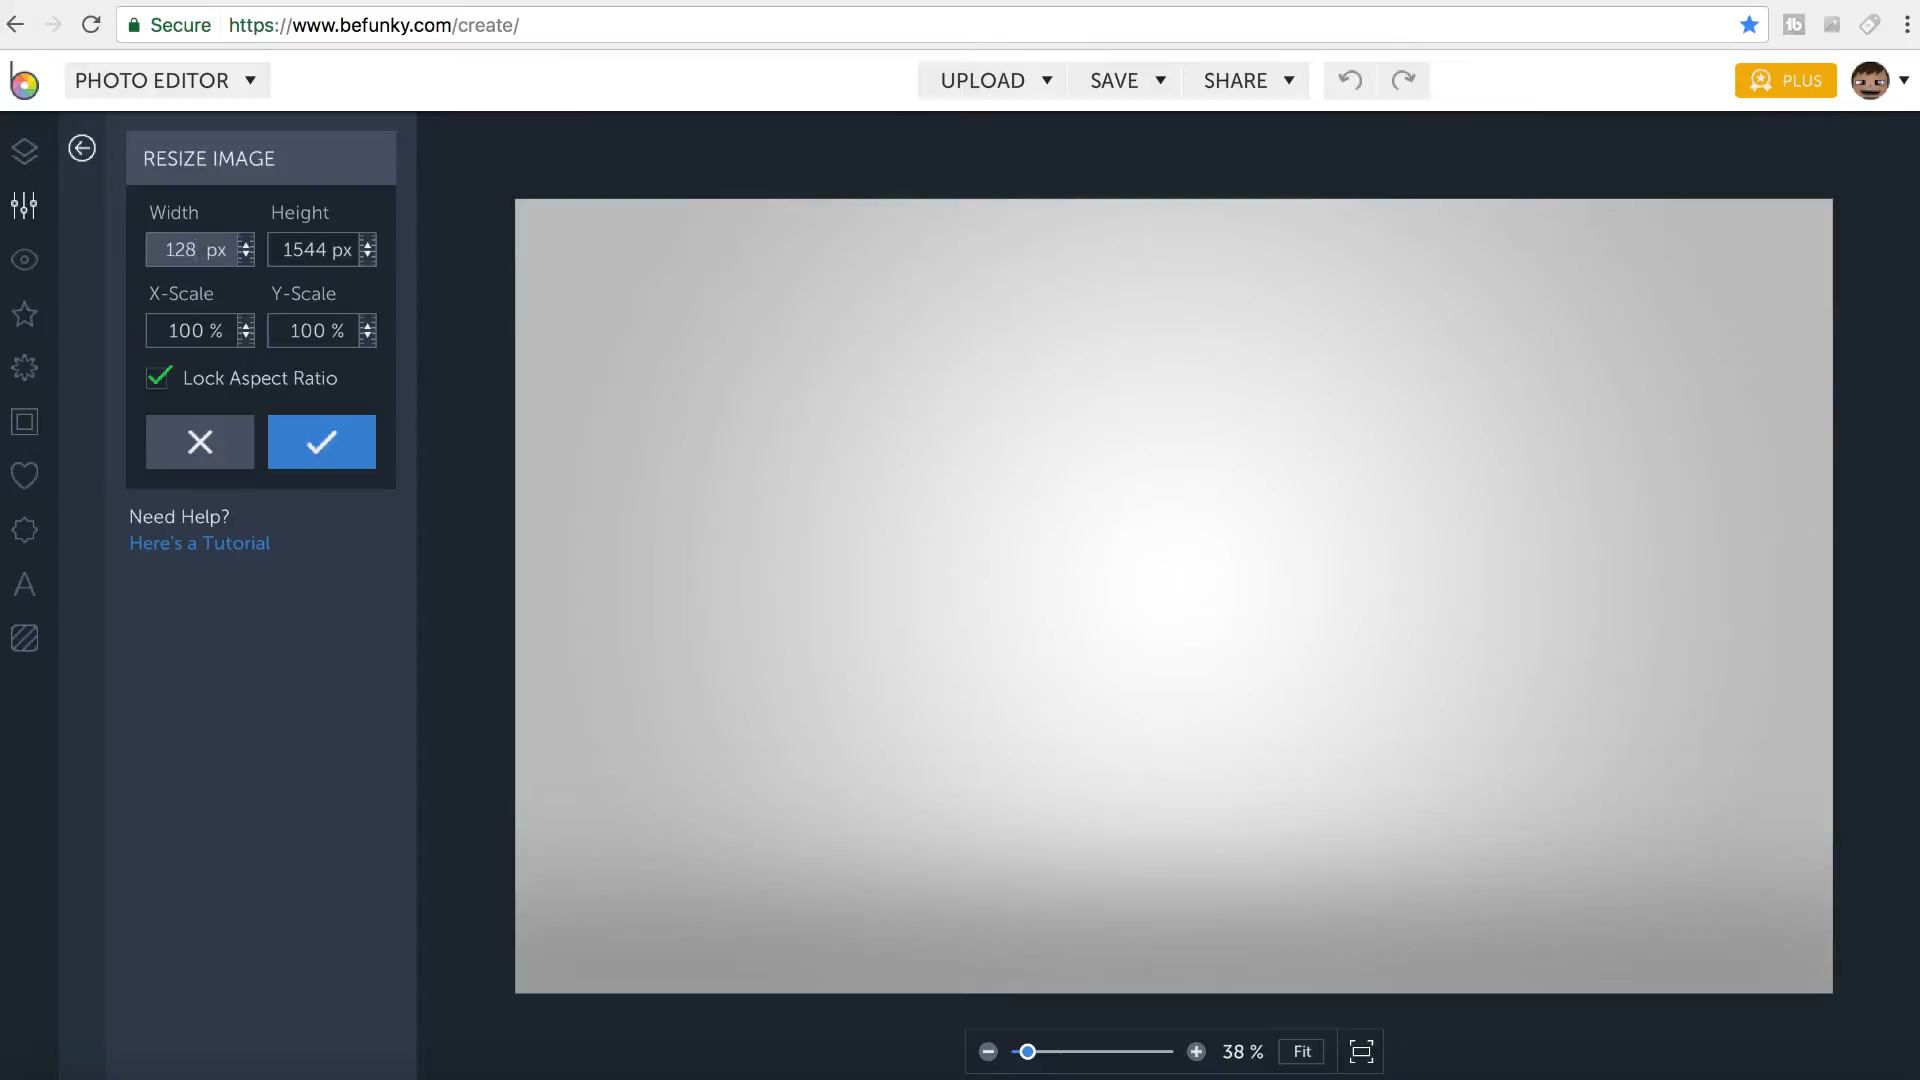 Secure https://www.befunky.com/create/
PHOTO EDITOR UPLOAD SAVE SHARE PLUS
RESIZE IMAGE
Width Height
128 px 1544 px
X-Scale Y-Scale
100 % 100 %
Lock Aspect Ratio
Need Help?
Here's a Tutorial
38 % Fit